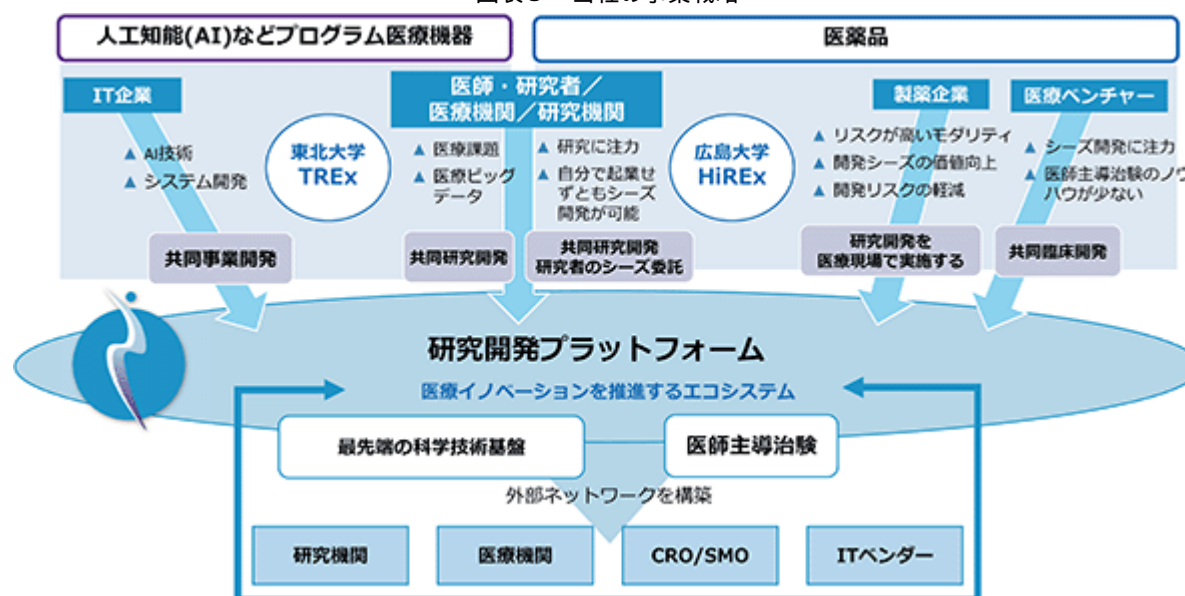 人工知能(AI)などプログラム医療機器
医薬品
IT企業
▲ AI技術
▲ システム開発
東北大学
TREx
医師・研究者／
医療機関／研究機関
▲ 医療課題
▲ 医療ビッグ
データ
▲ 研究に注力
▲ 自分で起業せ
ずともシーズ
開発が可能
広島大学
HiREx
製薬企業
▲ リスクが高いモダリティ
▲ 開発シーズの価値向上
▲ 開発リスクの軽減
医療ベンチャー
▲ シーズ開発に注力
▲ 医師主導治験のノウ
ハウが少ない
共同事業開発
共同研究開発
共同研究開発
研究者のシーズ委託
研究開発を
医療現場で実施する
共同臨床開発
研究開発プラットフォーム
医療イノベーションを推進するエコシステム
最先端の科学技術基盤
医師主導治験
外部ネットワークを構築
研究機関
医療機関
CRO/SMO
ITベンダー